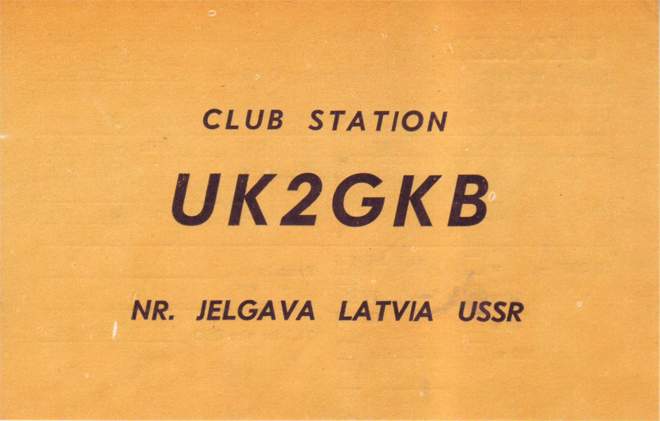 CLUB STATION
UK2GKB
NR. JELGAVA LATVIA USSR